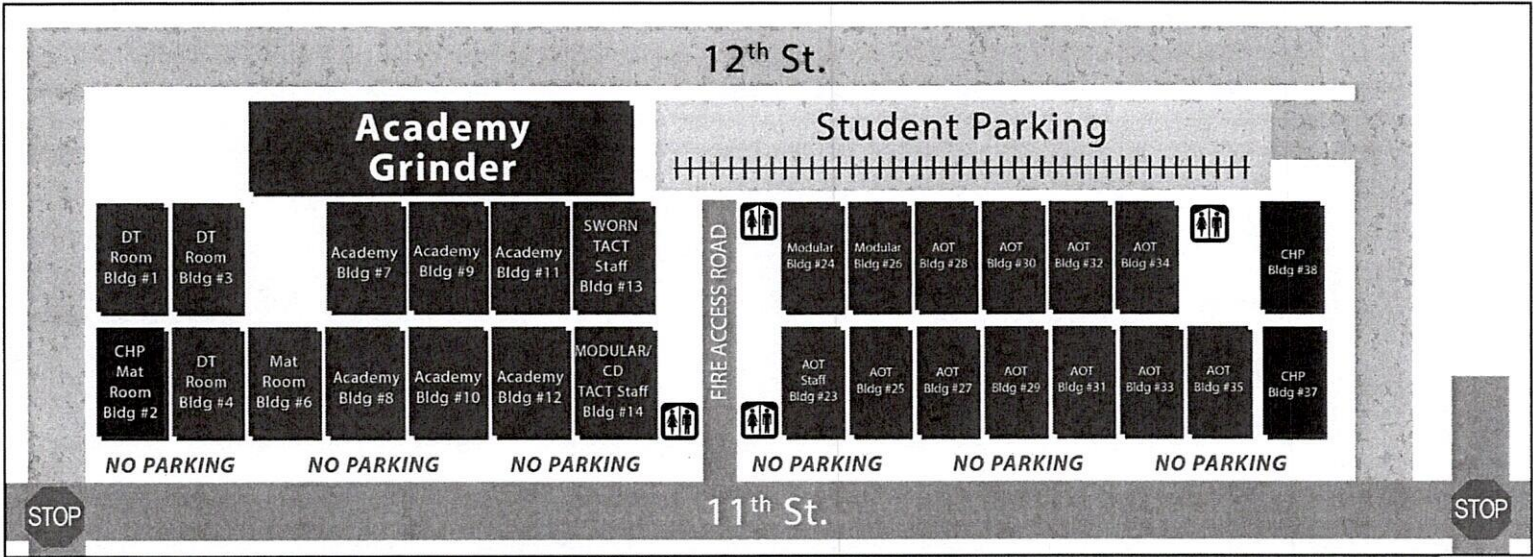 12th St.
Academy
Grinder
Student Parking
DT
Room
Bldg #1
DT
Room
Bldg #3
Academy
Bldg #7
Academy
Bldg #9
Academy
Bldg #11
SWORN
TACT
Staff
Bldg #13
FIRE ACCESS ROAD
Modular
Bldg #24
Modular
Bldg #26
AOT
Bldg #28
AOT
Bldg #30
AOT
Bldg #32
AOT
Bldg #34
CHP
Bldg #38
CHP
Mat
Room
Bldg #2
DT
Room
Bldg #4
Mat
Room
Bldg #6
Academy
Bldg #8
Academy
Bldg #10
Academy
Bldg #12
MODULAR/
CD
TACT Staff
Bldg #14
AOT
Staff
Bldg #23
AOT
Bldg #25
AOT
Bldg #27
AOT
Bldg #29
AOT
Bldg #31
AOT
Bldg #33
AOT
Bldg #35
CHP
Bldg #37
NO PARKING NO PARKING NO PARKING NO PARKING NO PARKING NO PARKING
STOP
11th St.
STOP